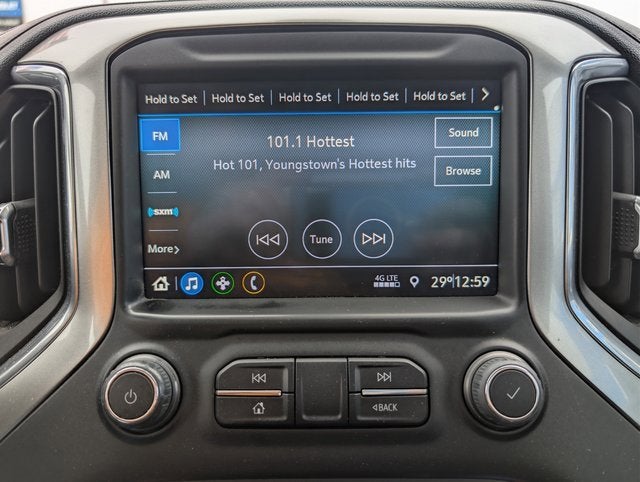 Hold to Set Hold to Set Hold to Set Hold to Set Hold to Set
FM
101.1 Hottest
Sound
Hot 101, Youngstown's Hottest hits
AM
Browse
sxm
Tune
More
4G LTE
29° 12:59
BACK